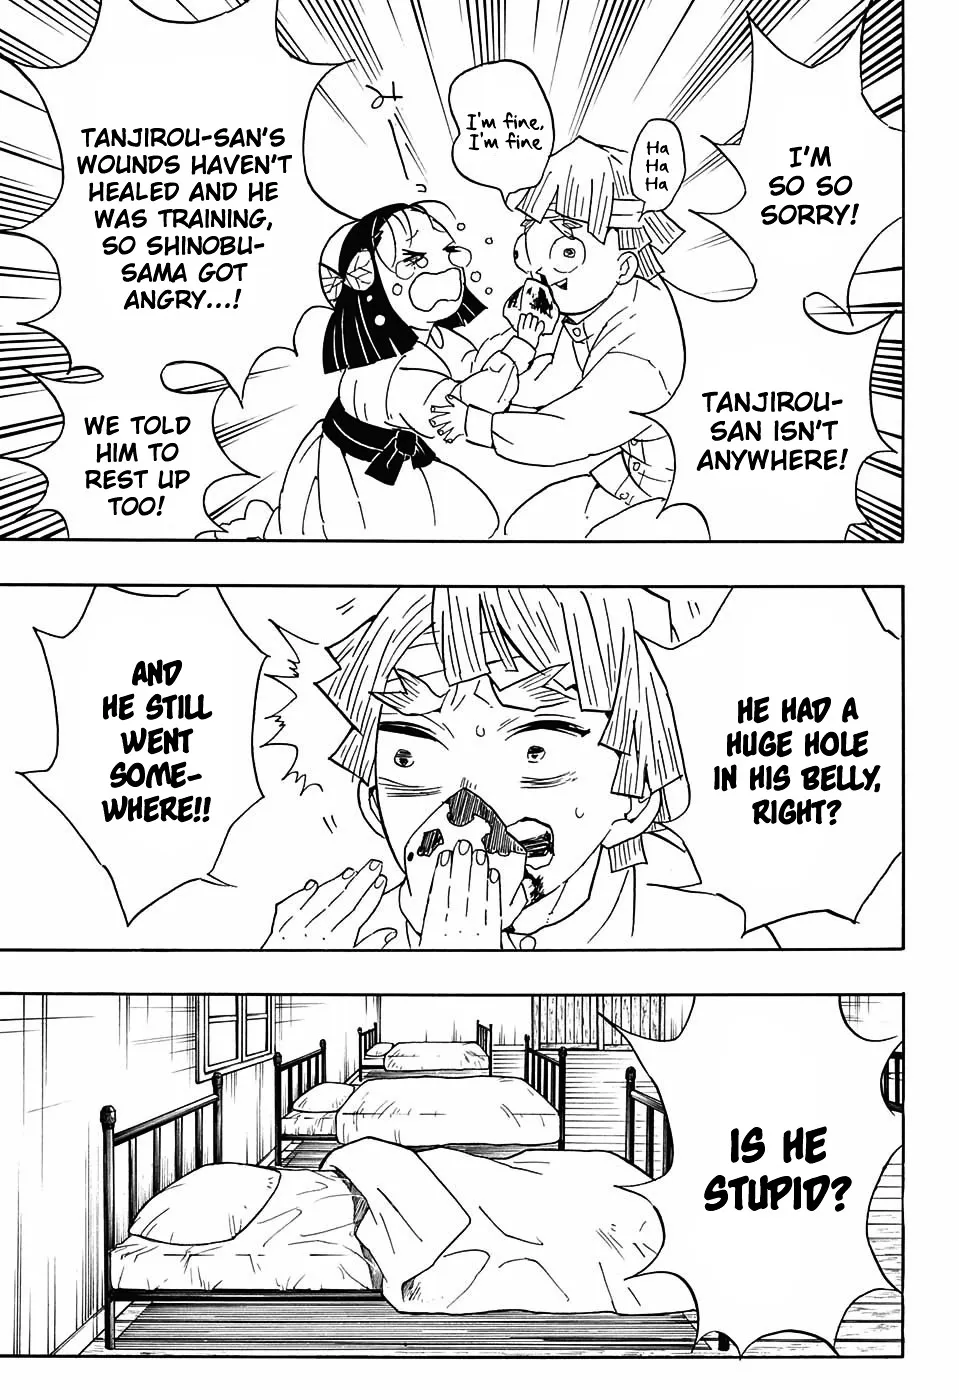 I'M
SO SO
SORRY!
Ha
Ha
Ha
I'm fine,
I'm fine
TANJIROU-
SAN ISN'T
ANYWHERE!
TANJIROU-SAN'S
WOUNDS HAVEN'T
HEALED AND HE
WAS TRAINING,
SO SHINOBU-
SAMA GOT
ANGRY...!
WE TOLD
HIM TO
REST UP
TOO!
HE HAD A
HUGE HOLE
IN HIS BELLY,
RIGHT?
AND
HE STILL
WENT
SOME-
WHERE!!
IS HE
STUPID?